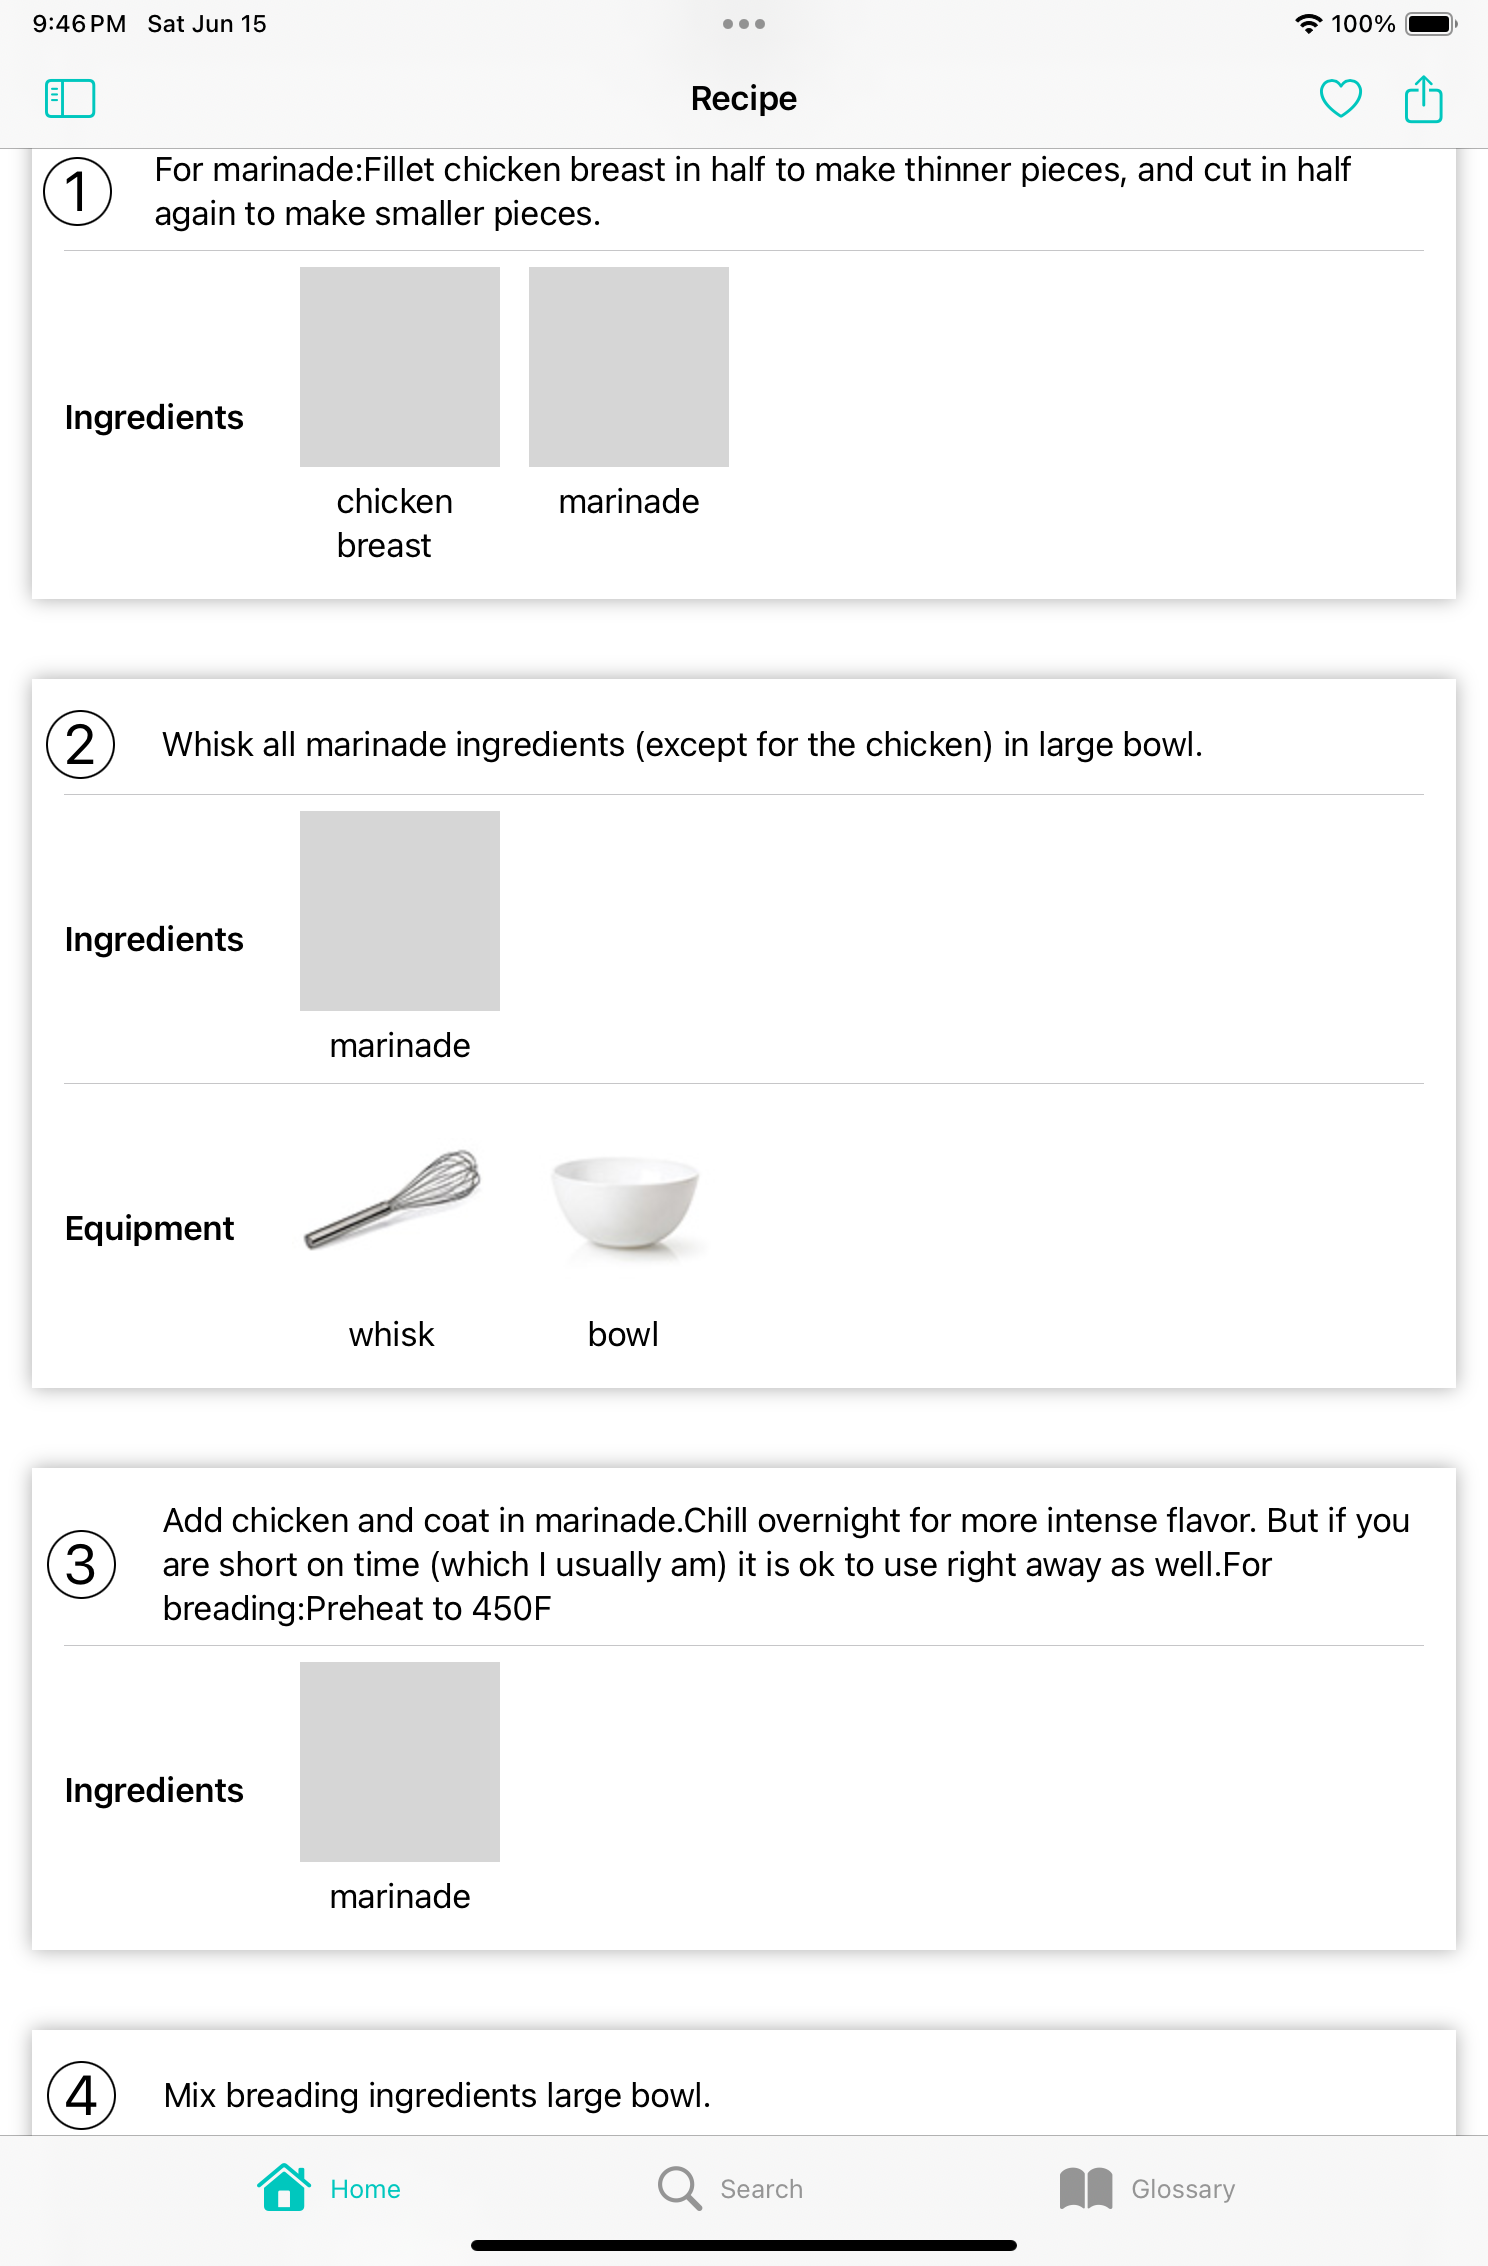 9:46 PM Sat Jun 15
100%
Recipe
1
For marinade:Fillet chicken breast in half to make thinner pieces, and cut in half
again to make smaller pieces.
Ingredients
chicken
breast
marinade
2
Whisk all marinade ingredients (except for the chicken) in large bowl.
Ingredients
marinade
Equipment
whisk
bowl
3
Add chicken and coat in marinade.Chill overnight for more intense flavor. But if you
are short on time (which I usually am) it is ok to use right away as well.For
breading:Preheat to 450F
Ingredients
marinade
4
Mix breading ingredients large bowl.
Home
Search
Glossary